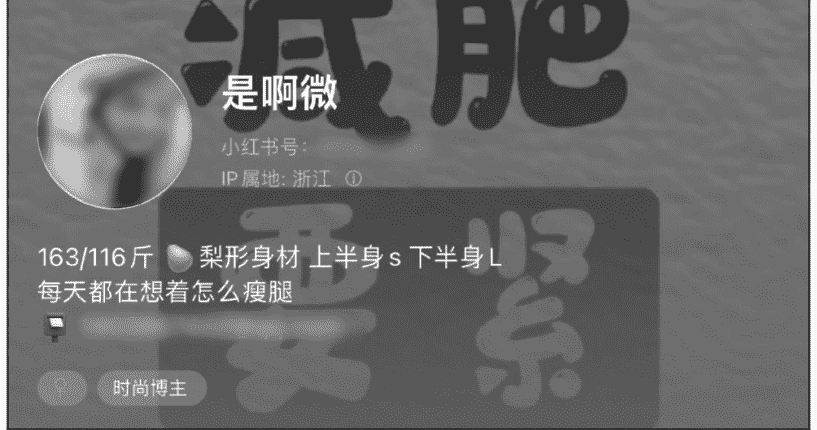 减肥
是啊微
小红书号：
IP属地: 浙江
要紧
163/116斤 梨形身材 上半身s 下半身L
每天都在想着怎么瘦腿
时尚博主